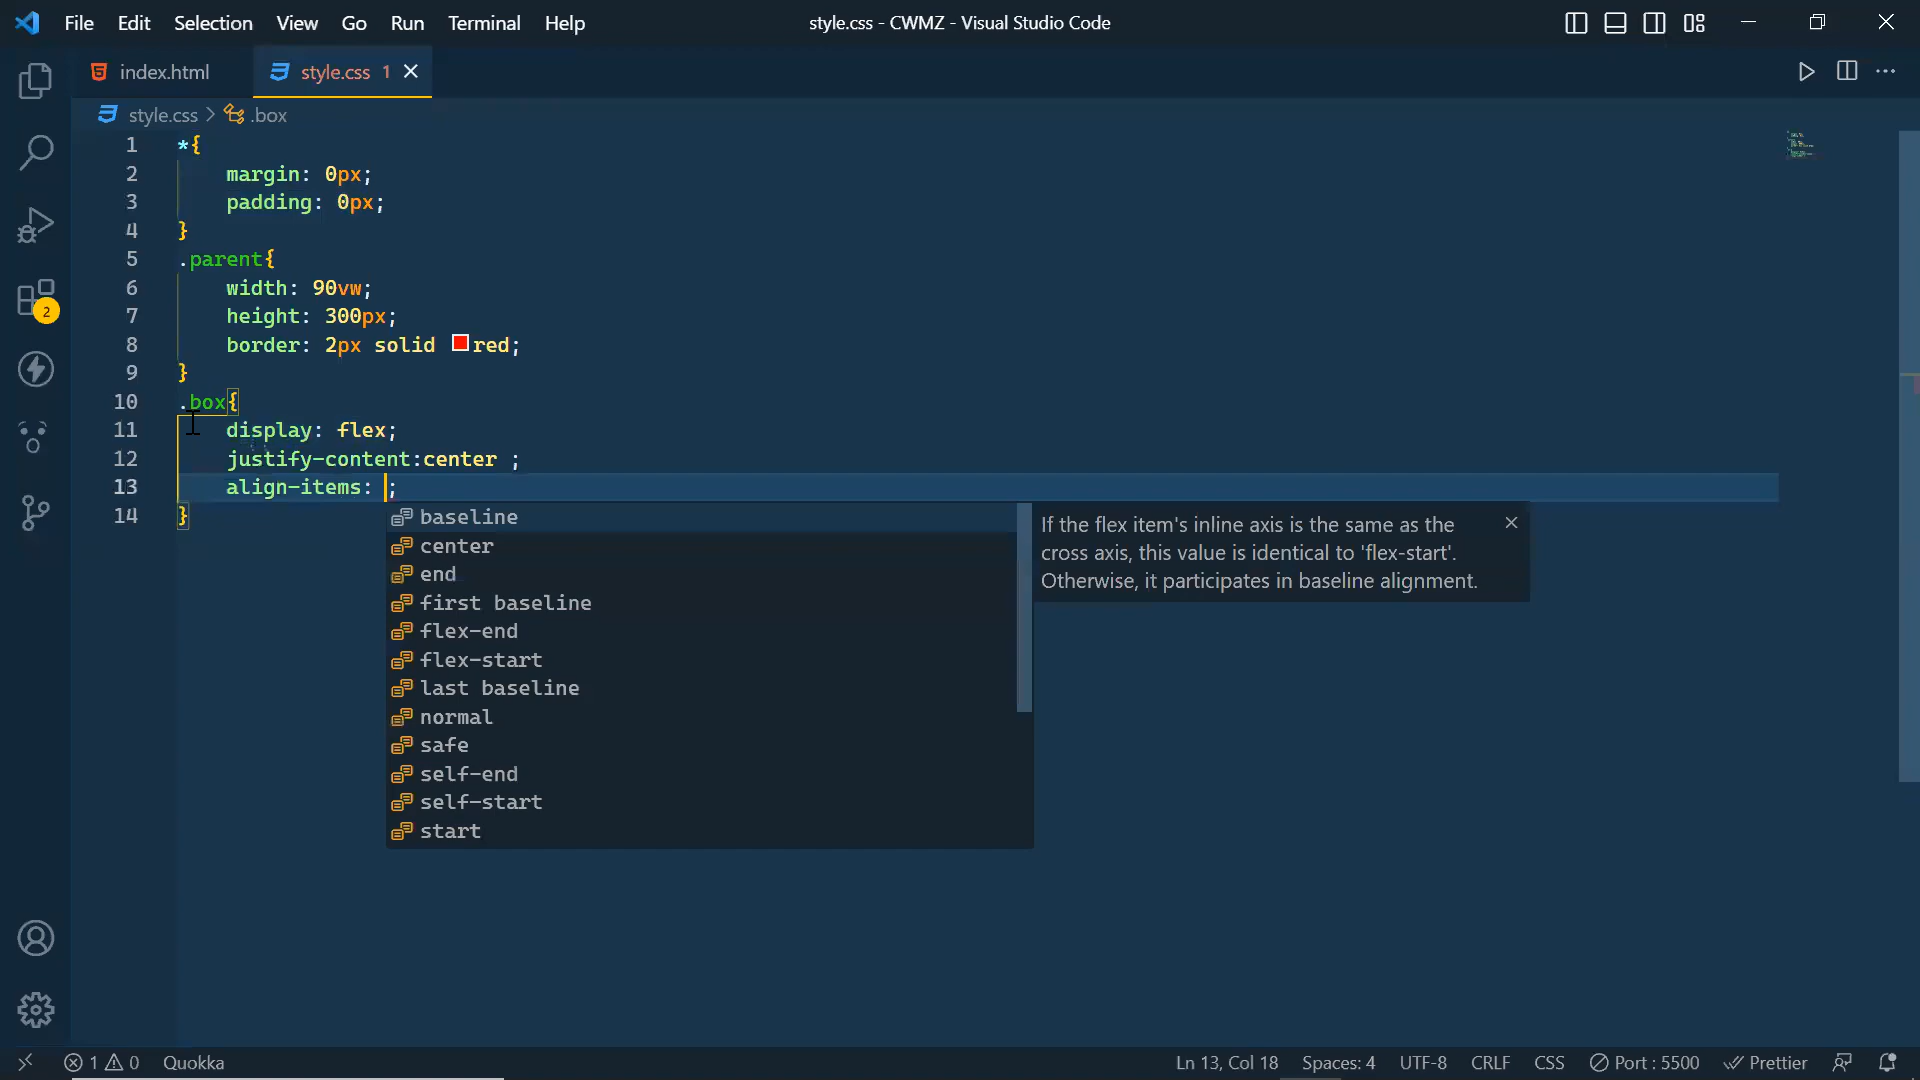 File Edit Selection View Go Run Terminal Help style.css - CWMZ - Visual Studio Code
index.html style.css 1
style.css > .box
1 *{
2 margin: 0px;
3 padding: 0px;
4 }
5 .parent{
6 width: 90vw;
7 height: 300px;
8 border: 2px solid red;
9 }
10 .box{
11 display: flex;
12 justify-content:center ;
13 align-items: ;
14 }
baseline
center
end
first baseline
flex-end
flex-start
last baseline
normal
safe
self-end
self-start
start
If the flex item's inline axis is the same as the
cross axis, this value is identical to 'flex-start'.
Otherwise, it participates in baseline alignment.
2
1 0 Quokka Ln 13, Col 18 Spaces: 4 UTF-8 CRLF CSS Port : 5500 Prettier